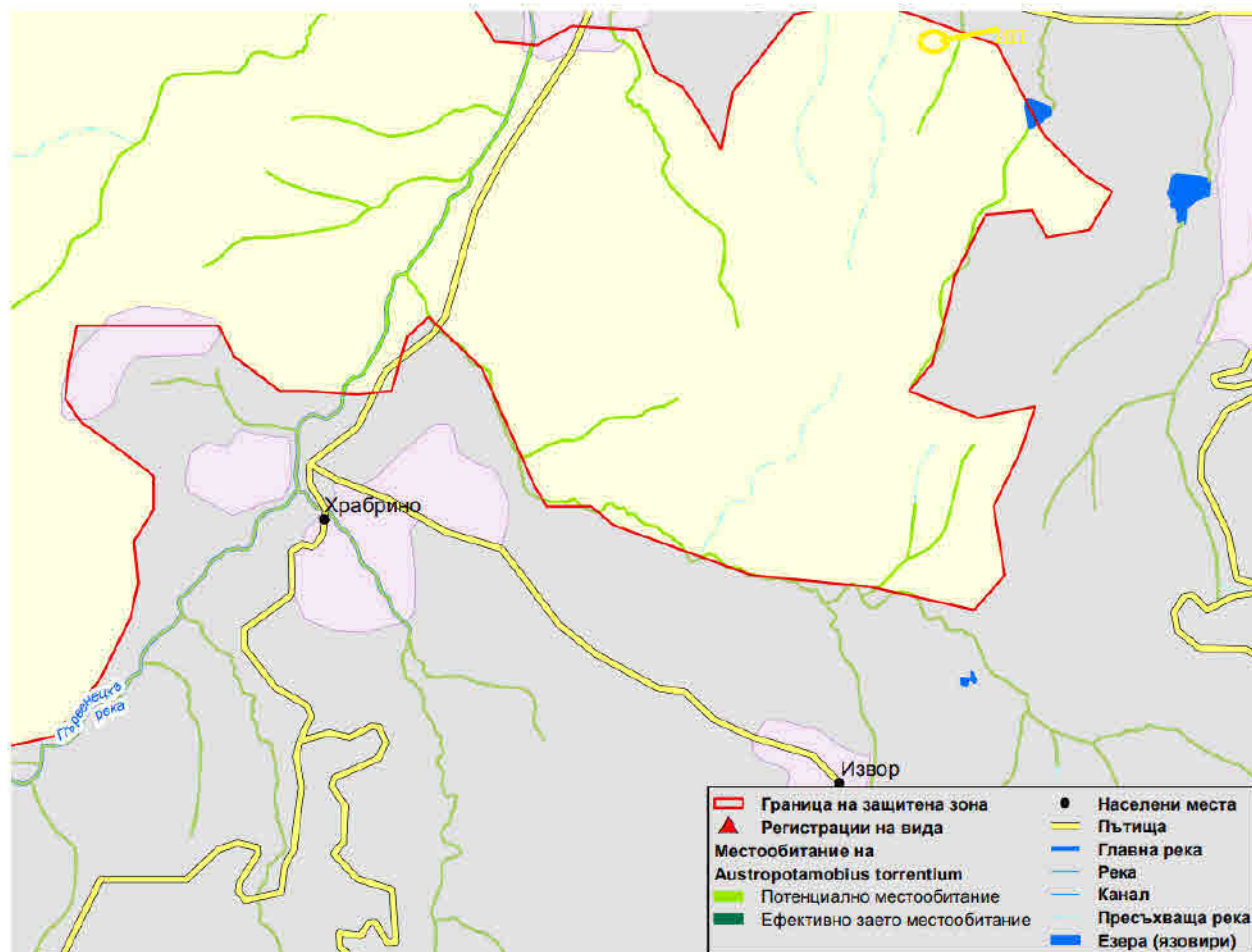 Храбрино
Първенецка
река
Извор
Граница на защитена зона
Регистрации на вида
Местообитание на
Austropotamobius torrentium
Потенциално местообитание
Ефективно заето местообитание
Населени места
Пътища
Главна река
Река
Канал
Пресъхваща река
Езера (язовири)